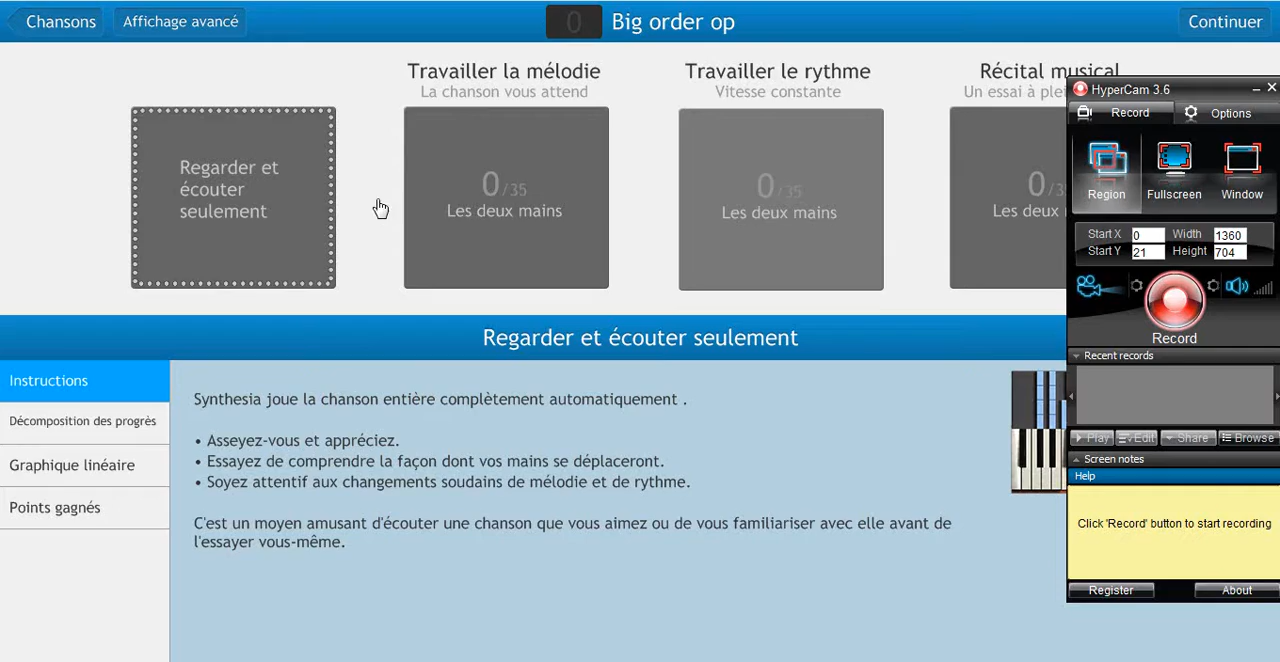 Chansons
Affichage avancé
0
Big order op
Continuer
Travailler la mélodie
La chanson vous attend
Travailler le rythme
Vitesse constante
Récital musical
Un essai à
Regarder et
écouter
seulement
0/35
Les deux mains
0/35
Les deux mains
0/3
Les deux
Regarder et écouter seulement
Instructions
Décomposition des progrès
Graphique linéaire
Points gagnés
Synthesia joue la chanson entière complètement automatiquement .
• Asseyez-vous et appréciez.
• Essayez de comprendre la façon dont vos mains se déplaceront.
• Soyez attentif aux changements soudains de mélodie et de rythme.
C'est un moyen amusant d'écouter une chanson que vous aimez ou de vous familiariser avec elle avant de
l'essayer vous-même.
HyperCam 3.6
Record
Options
Region
Fullscreen
Window
Start X 0 Width 1360
Start Y 21 Height 704
Record
Recent records
Play Edit Share Browse
Screen notes
Help
Click 'Record' button to start recording
Register
About